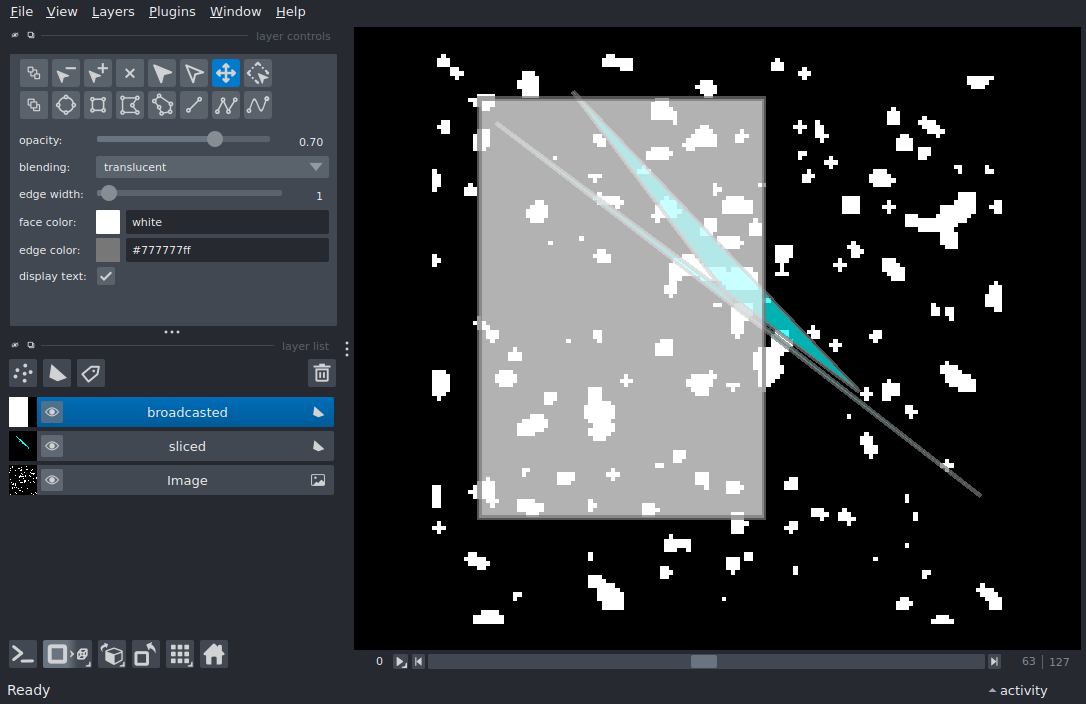 File View Layers Plugins Window Help
layer controls
opacity: 0.70
blending: translucent
edge width: 1
face color: white
edge color: #777777ff
display text:
layer list
broadcasted
sliced
Image
0 63 127
Ready activity